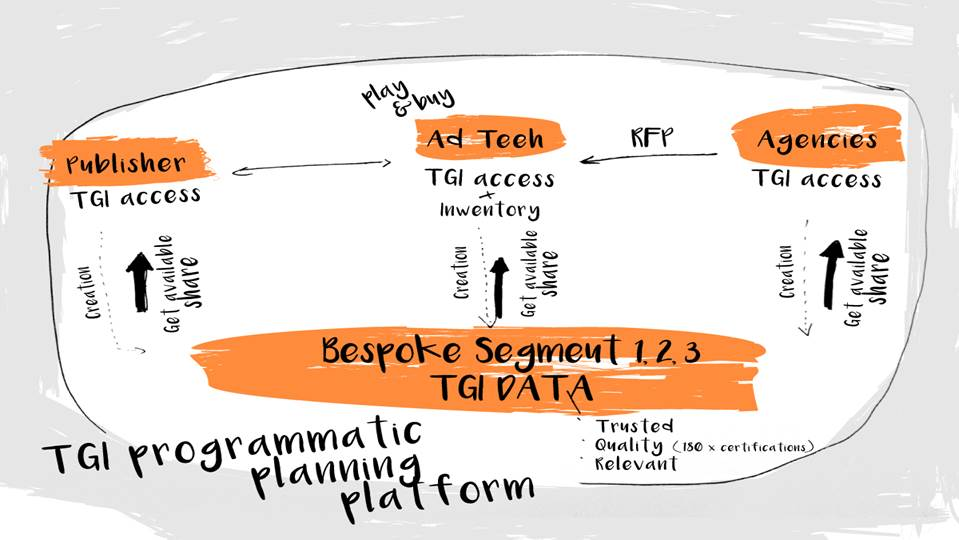 play
& buy
Publisher
TGI access
Ad Tech
TGI access
+
Inwentory
RFP
Agencies
TGI access
Creation
Get available
share
Creation
Get available
share
Creation
Get available
share
Bespoke Segment 1, 2, 3
TGI DATA
Trusted
Quality (180 x certifications)
Relevant
TGI programmatic
planning
platform